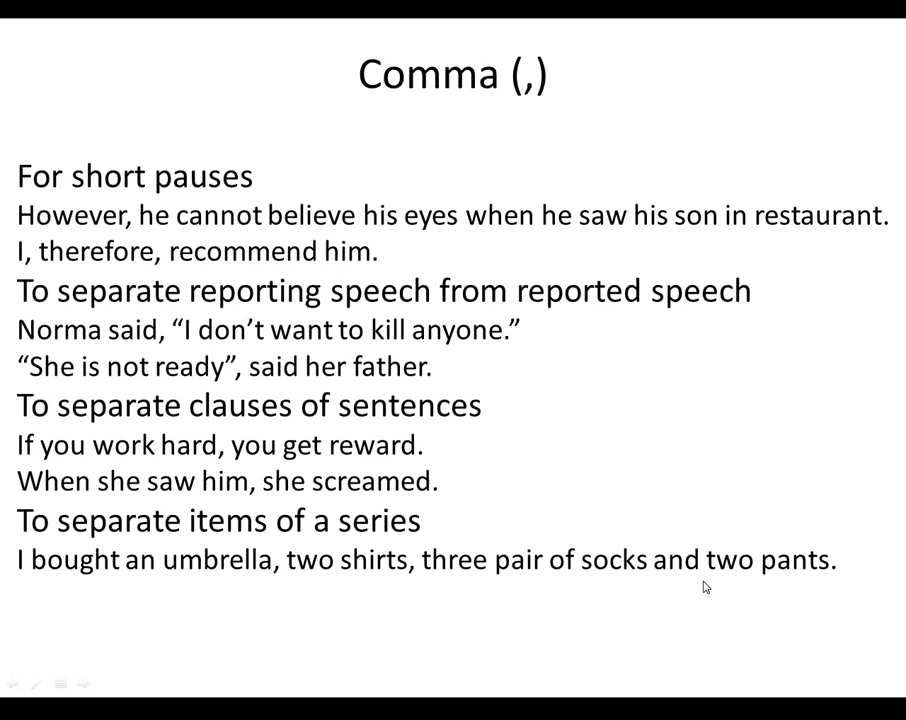 Comma (,)
For short pauses
However, he cannot believe his eyes when he saw his son in restaurant.
I, therefore, recommend him.
To separate reporting speech from reported speech
Norma said, “I don’t want to kill anyone.”
“She is not ready”, said her father.
To separate clauses of sentences
If you work hard, you get reward.
When she saw him, she screamed.
To separate items of a series
I bought an umbrella, two shirts, three pair of socks and two pants.